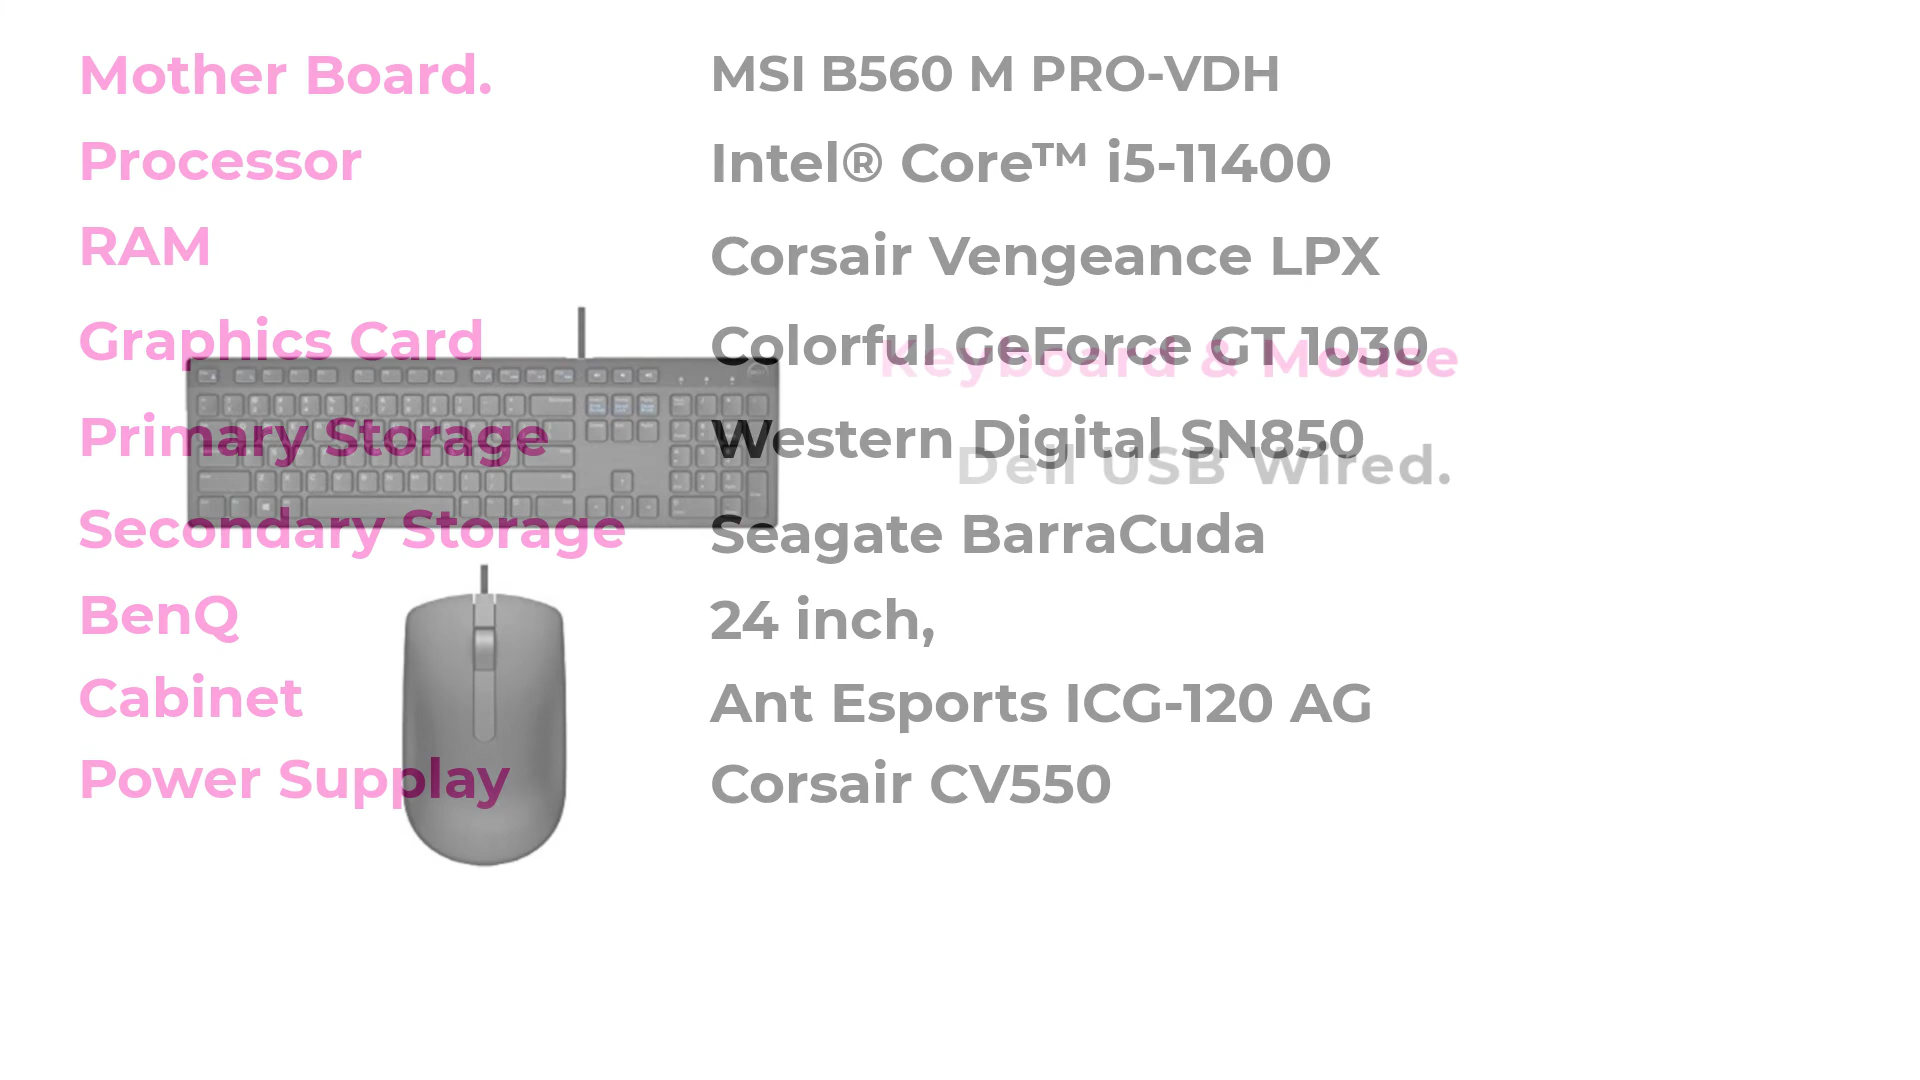 Mother Board. MSI B560 M PRO-VDH
Processor Intel® Core™ i5-11400
RAM Corsair Vengeance LPX
Graphics Card Colorful GeForce GT 1030
Keyboard & Mouse
Primary Storage Western Digital SN850
Dell USB Wired.
Secondary Storage Seagate BarraCuda
BenQ 24 inch,
Cabinet Ant Esports ICG-120 AG
Power Supplay Corsair CV550